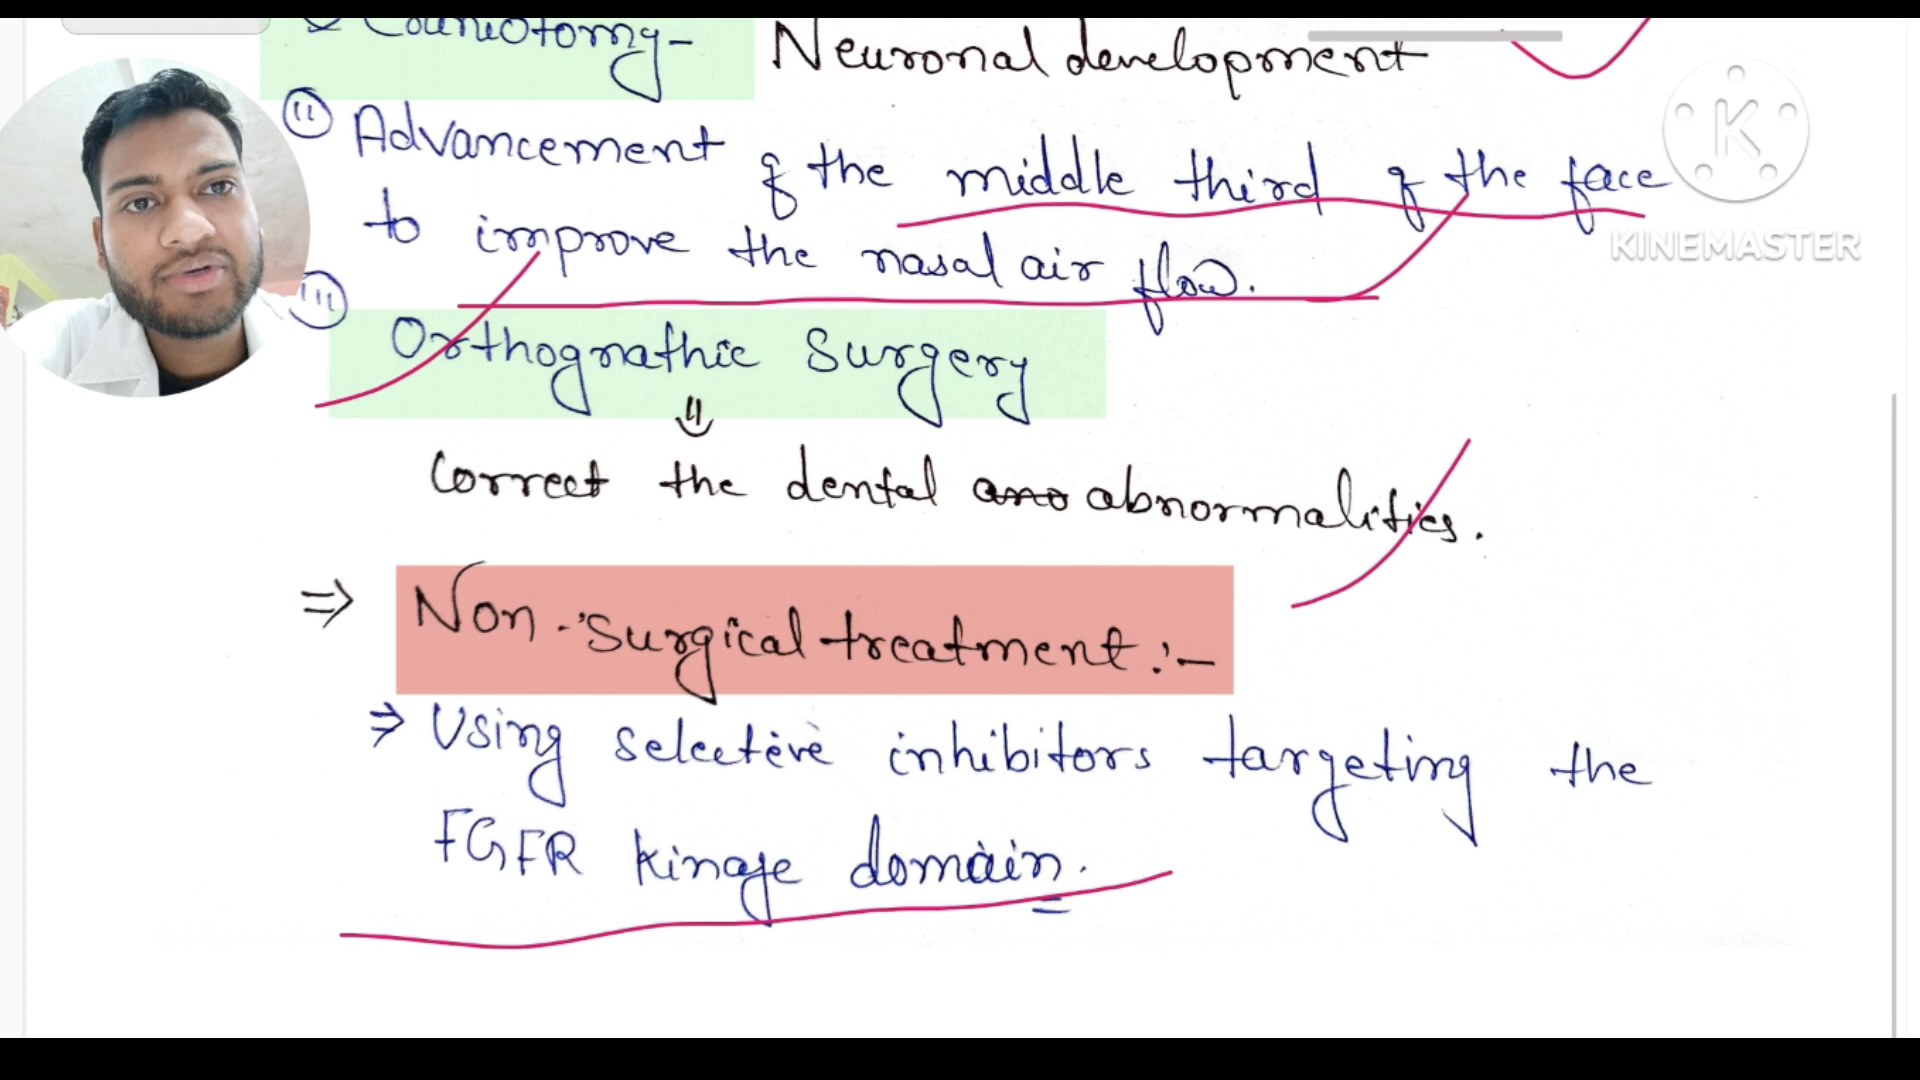 Neuronal development
(ii) Advancement of the middle third of the face
to improve the nasal air flow.
(iii) Orthognathic Surgery
Correct the dental abnormalities.
⇒ Non-surgical treatment:-
⇒ Using selective inhibitors targeting the
FGFR kinase domain.
K
KINEMASTER